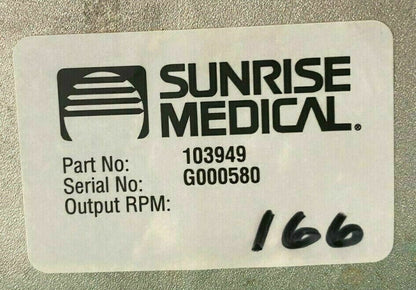 SUNRISE
MEDICAL®
Part No: 103949
Serial No: G000580
Output RPM:
166